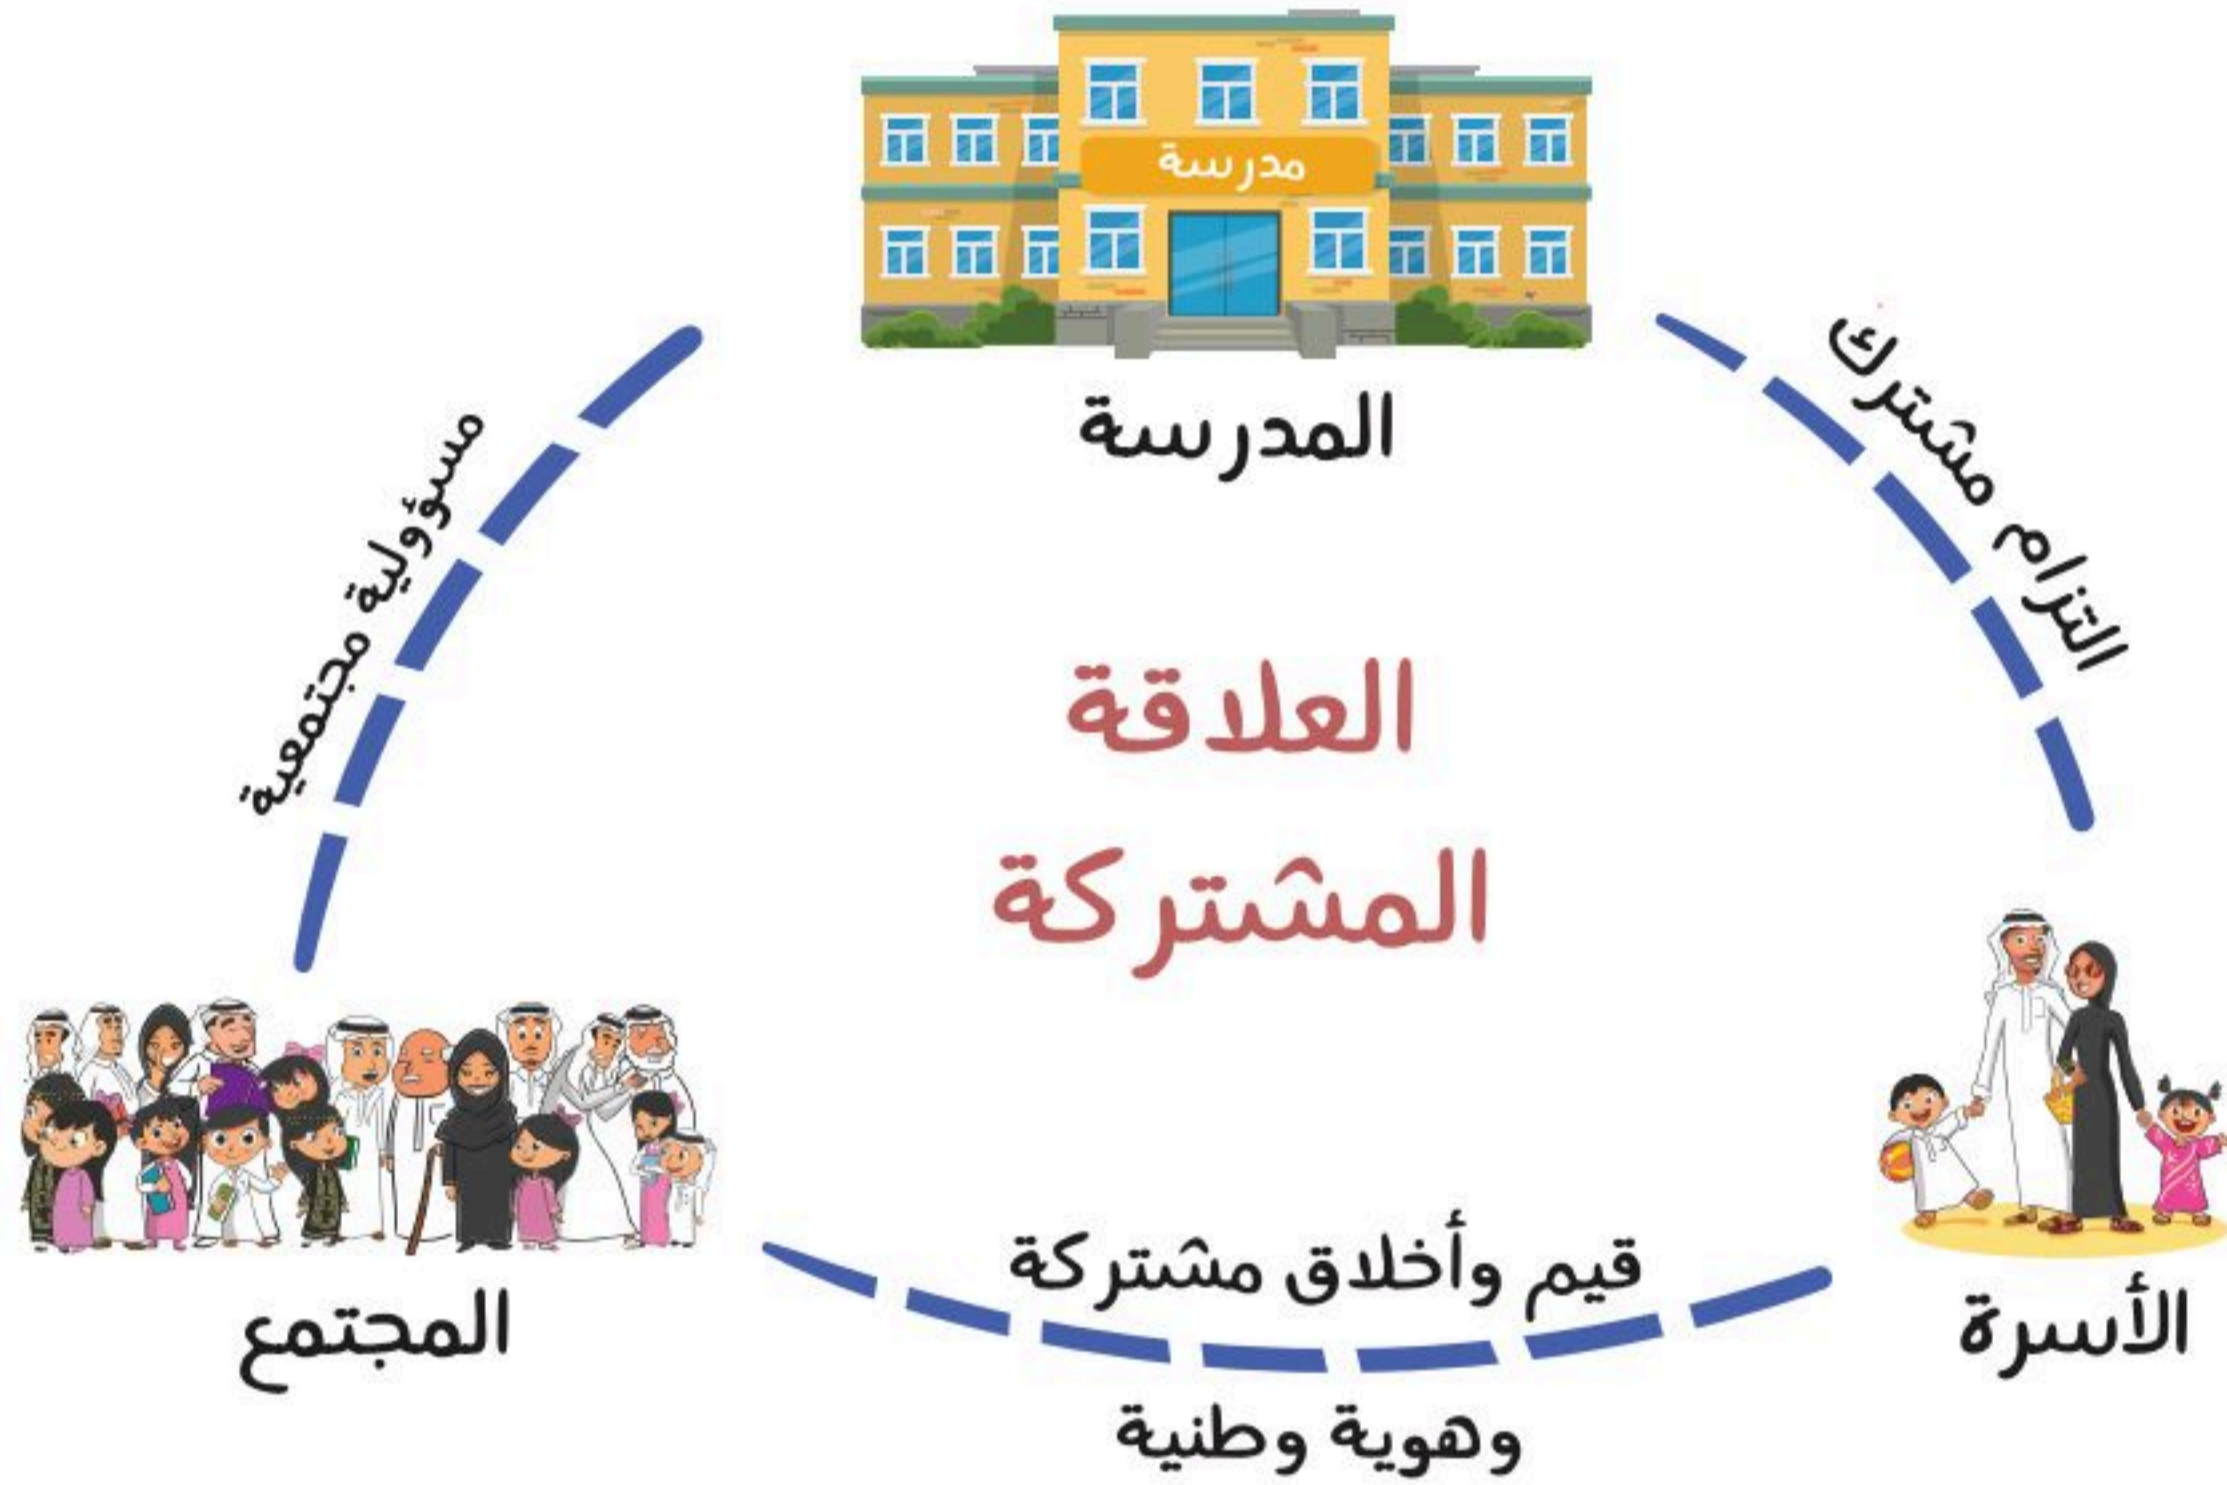 مدرسة
المدرسة
التزام مشترك
مسؤولية مجتمعية
العلاقة
المشتركة
قيم وأخلاق مشتركة
وهوية وطنية
الأسرة
المجتمع